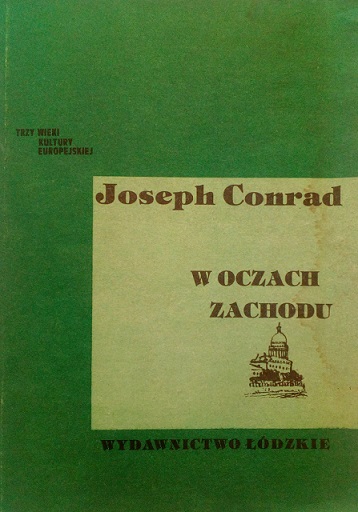 TRZY WIEKI
KULTURY
EUROPEJSKIEJ
Joseph Conrad
W OCZACH
ZACHODU
WYDAWNICTWO ŁÓDZKIE